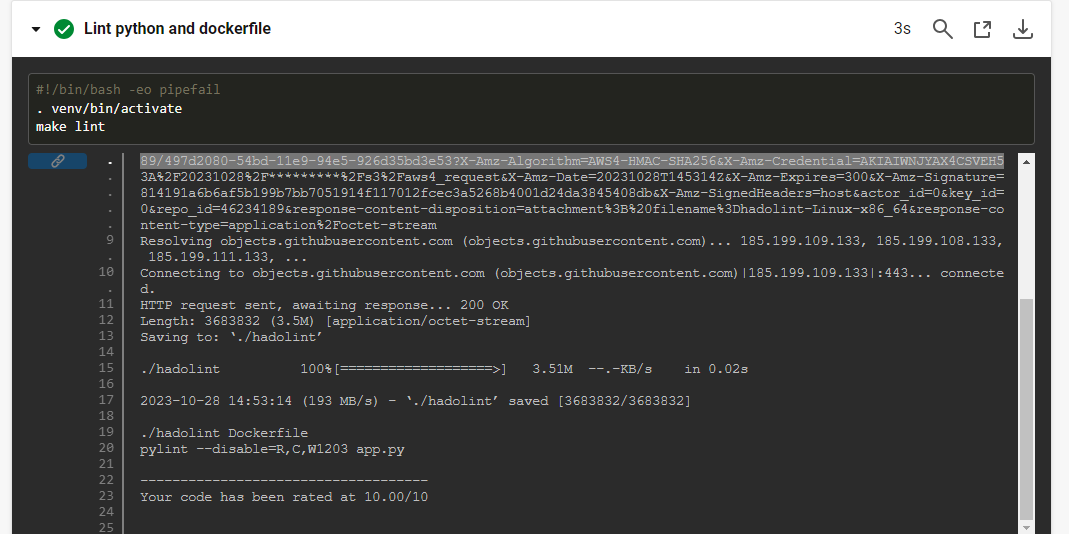 Lint python and dockerfile
3s
#!/bin/bash -eo pipefail
. venv/bin/activate
make lint
89/497d2080-54bd-11e9-94e5-926d35bd3e53?X-Amz-Algorithm=AWS4-HMAC-SHA256&X-Amz-Credential=AKIAIWNJYAX4CSVEH5
3A%2F20231028%2F*********%2Fs3%2Faws4_request&X-Amz-Date=20231028T145314Z&X-Amz-Expires=300&X-Amz-Signature=
814191a6b6af5b199b7bb7051914f117012fcec3a5268b4001d24da3845408db&X-Amz-SignedHeaders=host&actor_id=0&key_id=
0&repo_id=46234189&response-content-disposition=attachment%3B%20filename%3Dhadolint-Linux-x86_64&response-co
ntent-type=application%2Foctet-stream
9 Resolving objects.githubusercontent.com (objects.githubusercontent.com)... 185.199.109.133, 185.199.108.133,
185.199.111.133, ...
10 Connecting to objects.githubusercontent.com (objects.githubusercontent.com)|185.199.109.133|:443... connecte
d.
11 HTTP request sent, awaiting response... 200 OK
12 Length: 3683832 (3.5M) [application/octet-stream]
13 Saving to: ‘./hadolint’
14
15 ./hadolint 100%[===================>] 3.51M --.-KB/s in 0.02s
16
17 2023-10-28 14:53:14 (193 MB/s) - ‘./hadolint’ saved [3683832/3683832]
18
19 ./hadolint Dockerfile
20 pylint --disable=R,C,W1203 app.py
21
22 ------------------------------------
23 Your code has been rated at 10.00/10
24
25